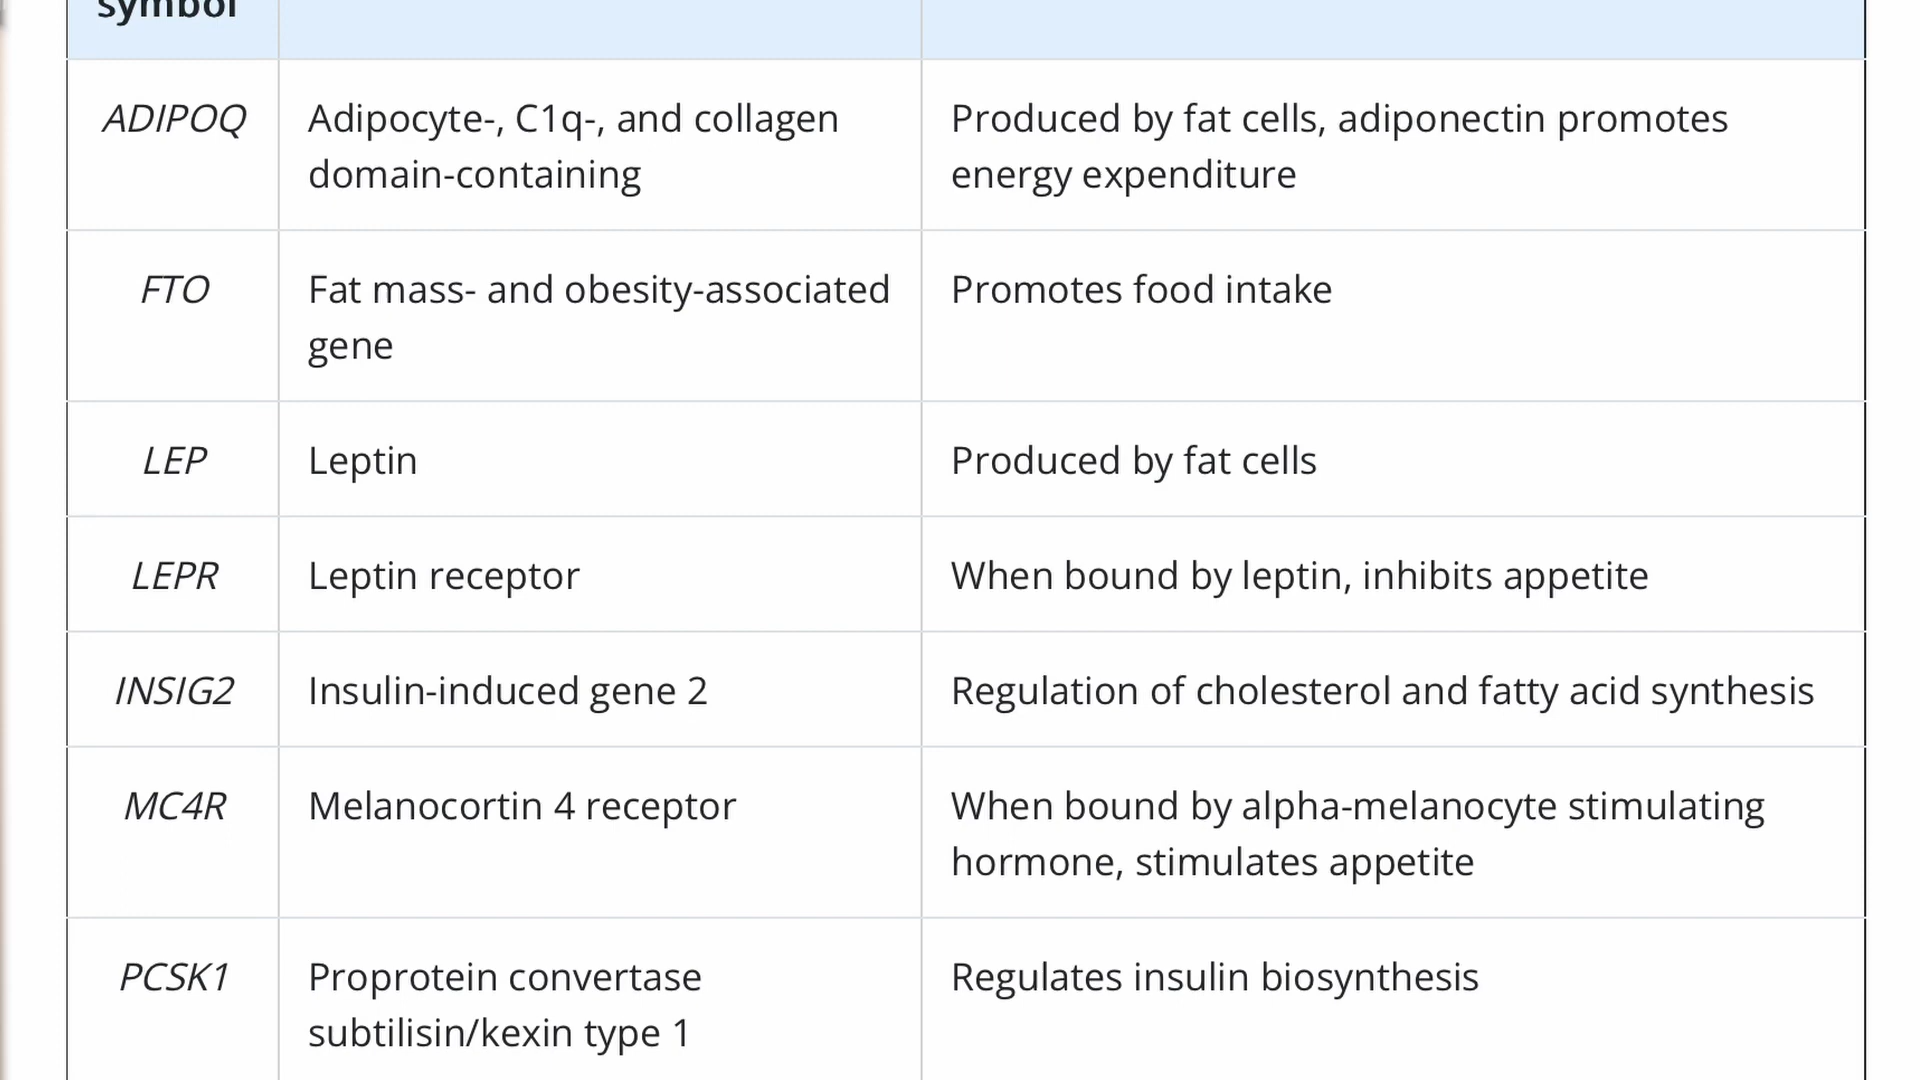 symbol
ADIPOQ
Adipocyte-, C1q-, and collagen
domain-containing
Produced by fat cells, adiponectin promotes
energy expenditure
FTO
Fat mass- and obesity-associated
gene
Promotes food intake
LEP
Leptin
Produced by fat cells
LEPR
Leptin receptor
When bound by leptin, inhibits appetite
INSIG2
Insulin-induced gene 2
Regulation of cholesterol and fatty acid synthesis
MC4R
Melanocortin 4 receptor
When bound by alpha-melanocyte stimulating
hormone, stimulates appetite
PCSK1
Proprotein convertase
subtilisin/kexin type 1
Regulates insulin biosynthesis